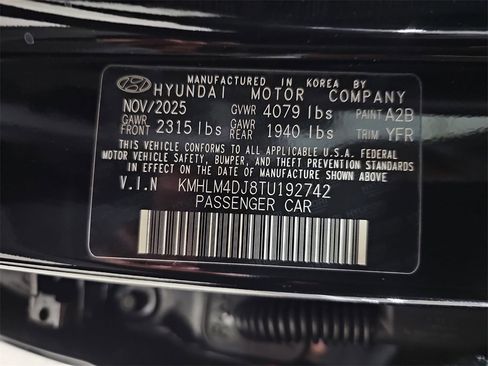 MANUFACTURED IN KOREA BY
HYUNDAI MOTOR COMPANY
NOV/2025 GVWR 4079 lbs PAINT A2B
GAWR FRONT 2315 lbs GAWR REAR 1940 lbs TRIM YFR
THIS VEHICLE CONFORMS TO ALL APPLICABLE U.S.A. FEDERAL
MOTOR VEHICLE SAFETY, BUMPER, AND THEFT PREVENTION STANDARDS
IN EFFECT ON THE DATE OF MANUFACTURE SHOWN ABOVE.
V.I.N KMHLM4DJ8TU192742
PASSENGER CAR